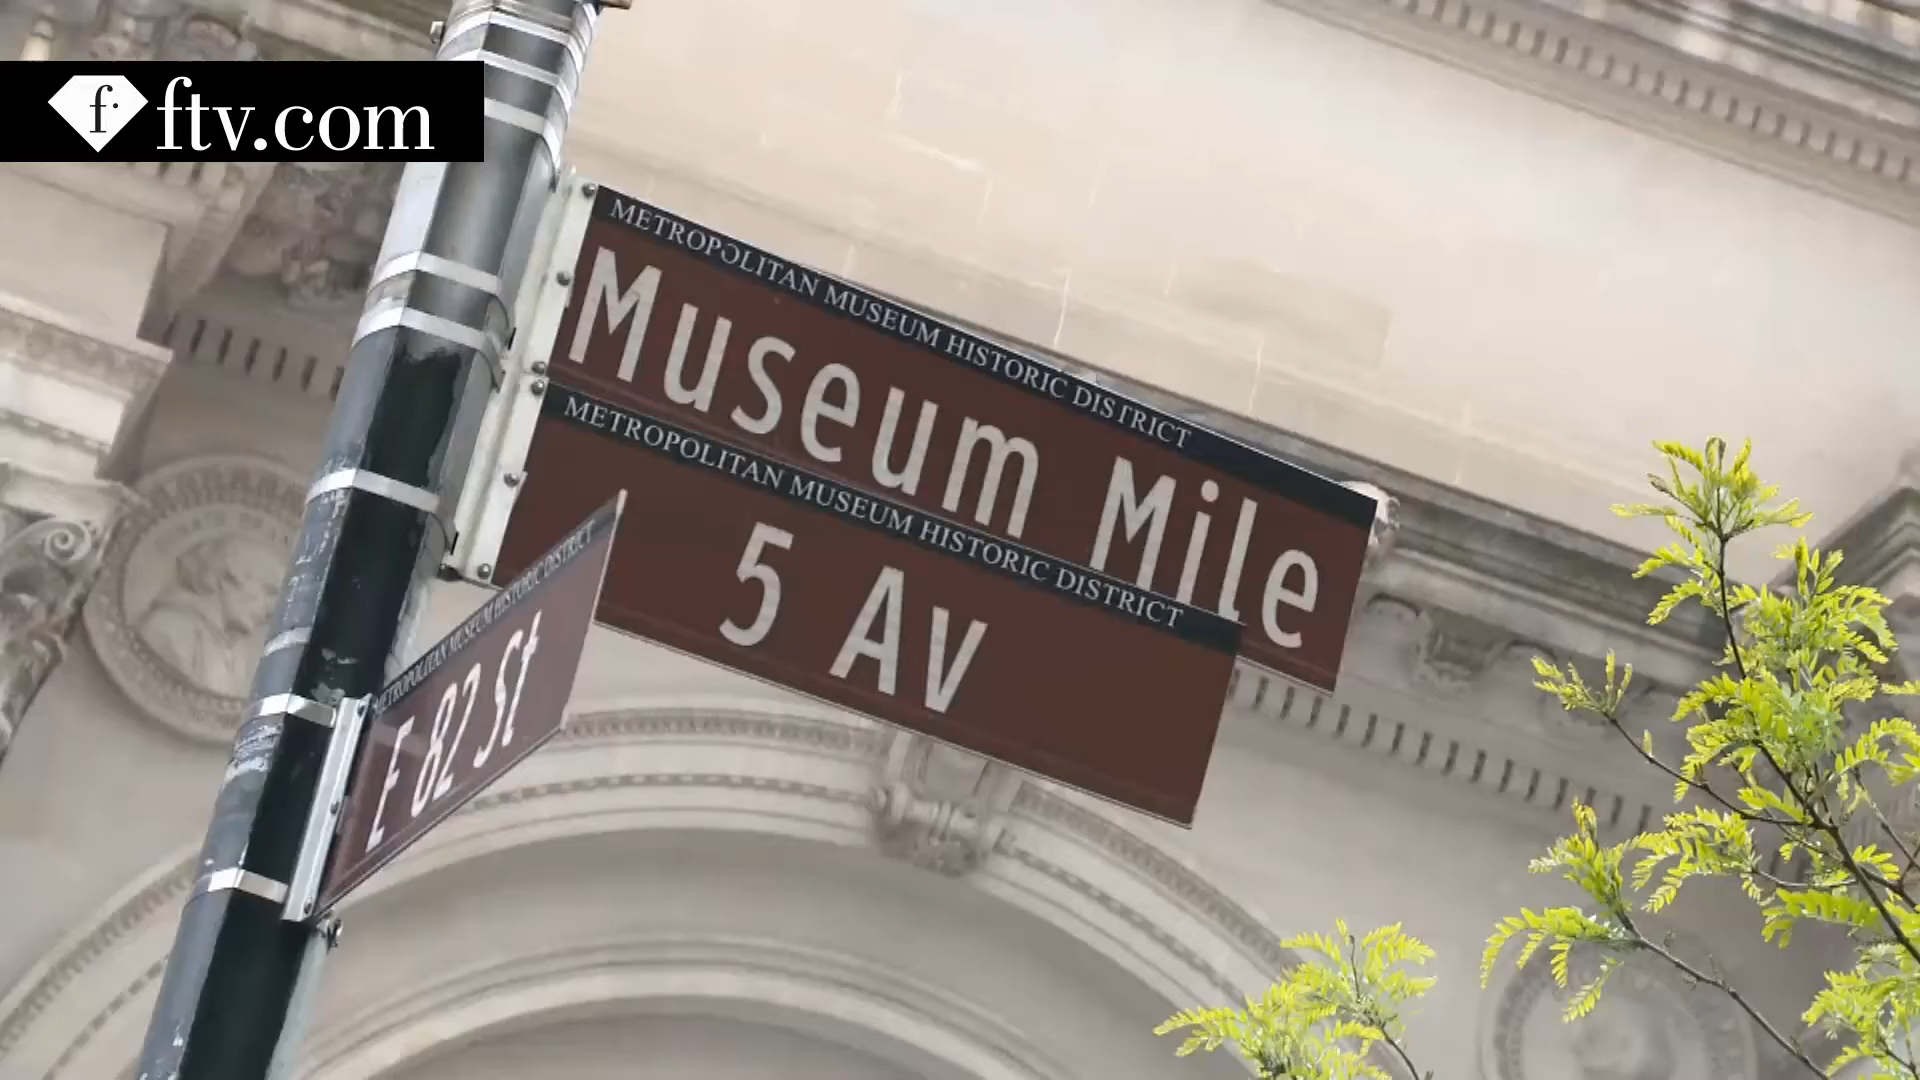 f.
ftv.com
METROPOLITAN MUSEUM HISTORIC DISTRICT
Museum Mile
METROPOLITAN MUSEUM HISTORIC DISTRICT
5 Av
METROPOLITAN MUSEUM HISTORIC DISTRICT
E 82 St